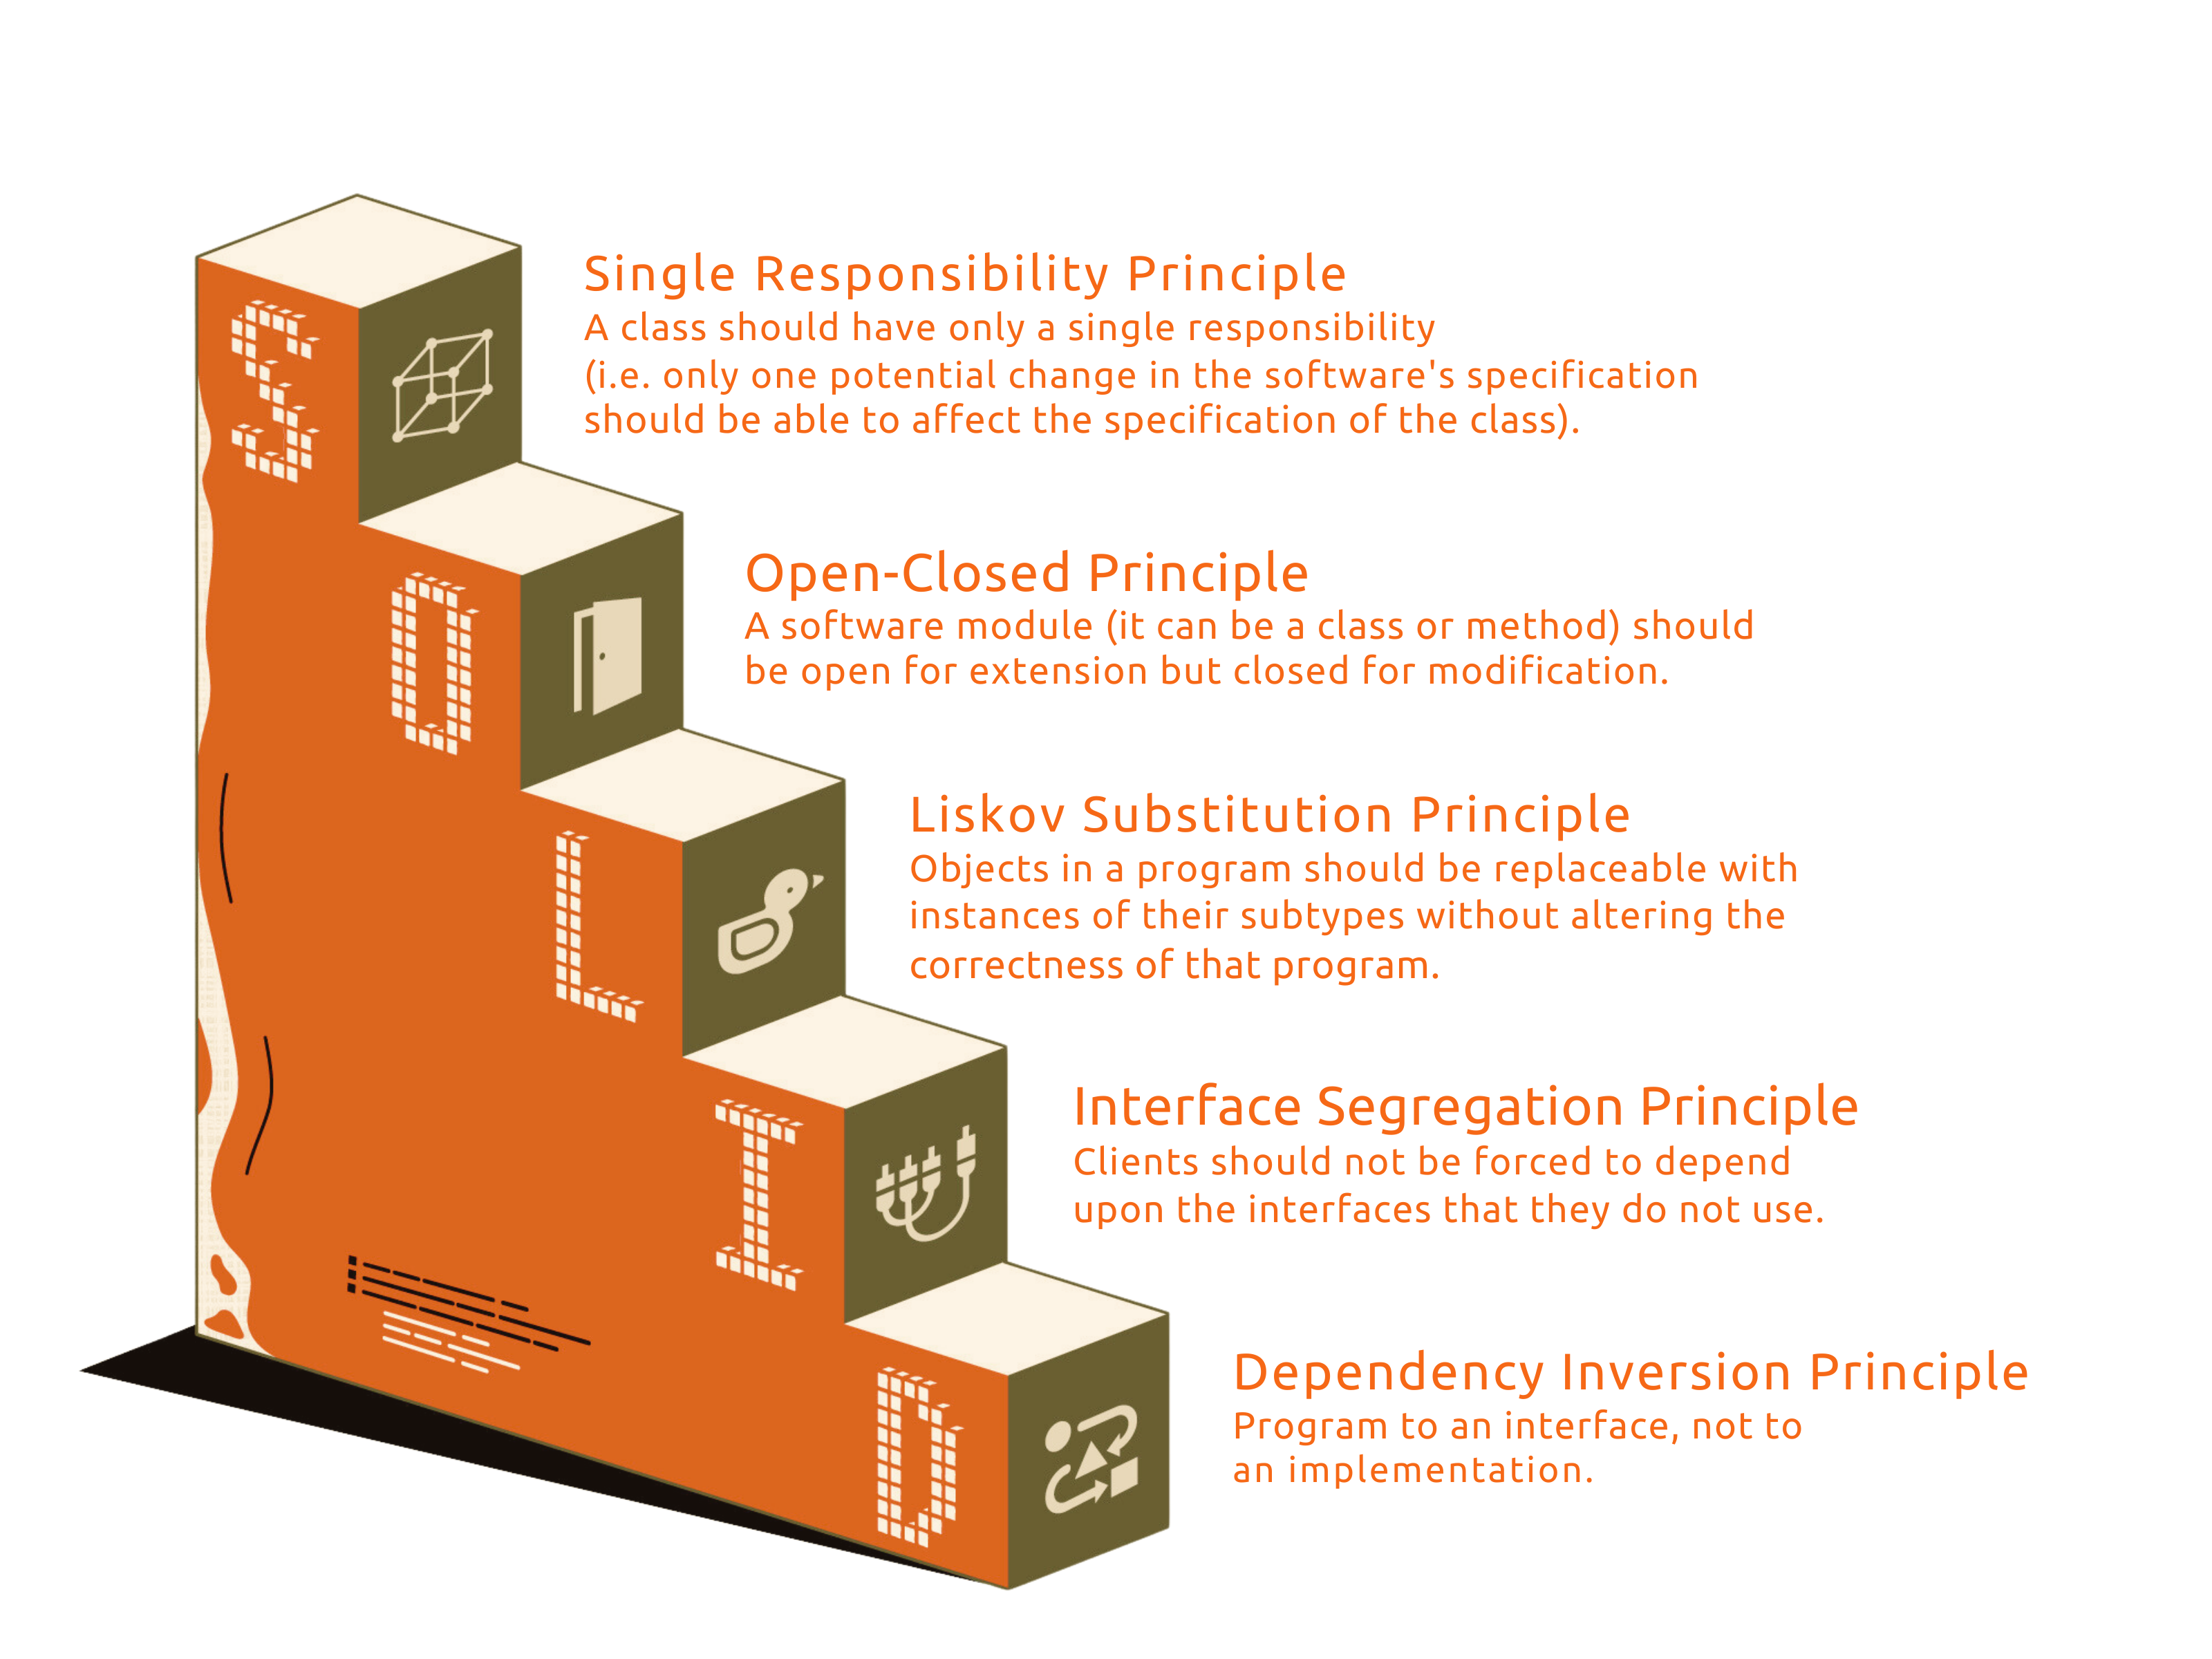 S
Single Responsibility Principle
A class should have only a single responsibility
(i.e. only one potential change in the software's specification
should be able to affect the specification of the class).
O
Open-Closed Principle
A software module (it can be a class or method) should
be open for extension but closed for modification.
L
Liskov Substitution Principle
Objects in a program should be replaceable with
instances of their subtypes without altering the
correctness of that program.
I
Interface Segregation Principle
Clients should not be forced to depend
upon the interfaces that they do not use.
D
Dependency Inversion Principle
Program to an interface, not to
an implementation.